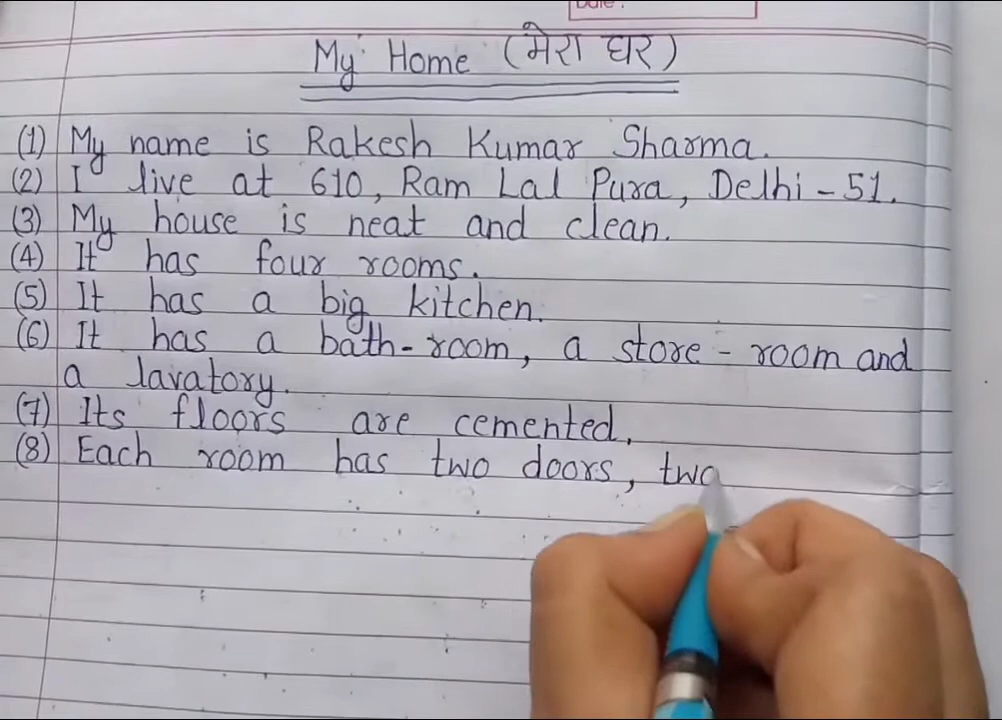 Date :
My Home (मेरा घर)
(1) My name is Rakesh Kumar Sharma.
(2) I live at 610, Ram Lal Pura, Delhi - 51.
(3) My house is neat and clean.
(4) It has four rooms.
(5) It has a big kitchen.
(6) It has a bath-room, a store-room and
a lavatory.
(7) Its floors are cemented.
(8) Each room has two doors, two